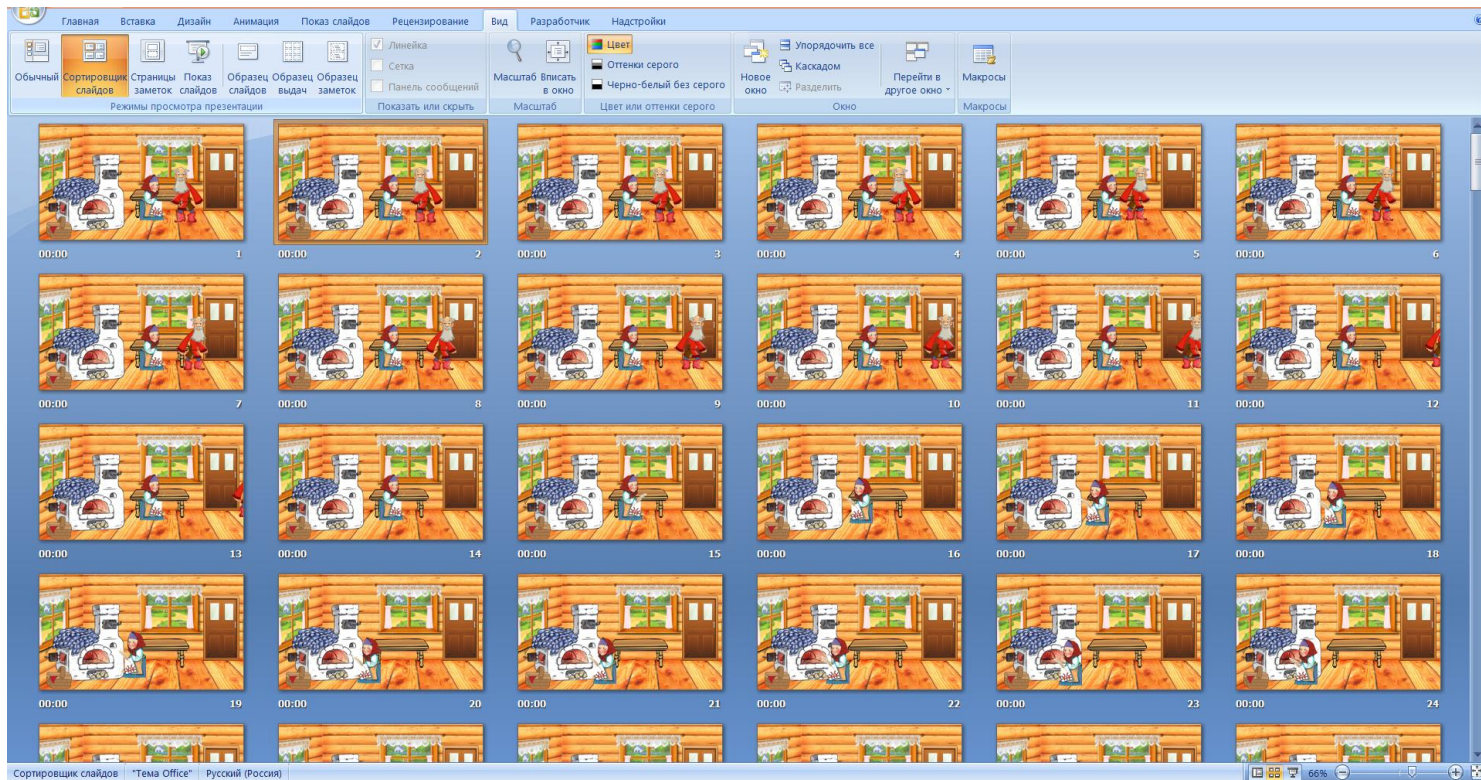 Главная Вставка Дизайн Анимация Показ слайдов Рецензирование Вид Разработчик Надстройки
Обычный
Сортировщик слайдов
Страницы заметок
Показ слайдов
Образец слайдов
Образец выдач
Образец заметок
Режимы просмотра презентации
Линейка
Сетка
Панель сообщений
Показать или скрыть
Масштаб
Вписать в окно
Масштаб
Цвет
Оттенки серого
Черно-белый без серого
Цвет или оттенки серого
Новое окно
Упорядочить все
Каскадом
Разделить
Перейти в другое окно
Окно
Макросы
Макросы
00:00 1 00:00 2 00:00 3 00:00 4 00:00 5 00:00 6
00:00 7 00:00 8 00:00 9 00:00 10 00:00 11 00:00 12
00:00 13 00:00 14 00:00 15 00:00 16 00:00 17 00:00 18
00:00 19 00:00 20 00:00 21 00:00 22 00:00 23 00:00 24
Сортировщик слайдов "Тема Office" Русский (Россия) 66%